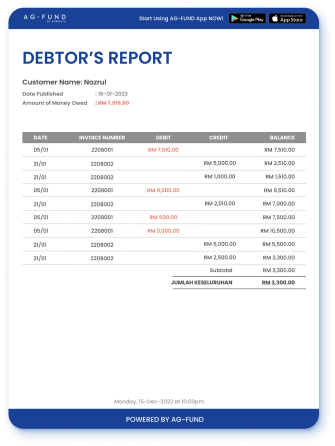 AG-FUND
Start using AG-FUND App NOW!
GET IT ON
Google Play
Download on the
App Store
DEBTOR'S REPORT
Customer Name: Nazrul
Date Published : 16-01-2023
Amount of Money Owed : RM 7,518.80
DATE INVOICE NUMBER DEBIT CREDIT BALANCE
05/01 2208001 RM 7,510.00 RM 7,510.00
21/01 2208002 RM 5,000.00 RM 2,510.00
21/01 2208002 RM 1,000.00 RM 1,510.00
05/01 2208001 RM 8,000.00 RM 9,510.00
21/01 2208002 RM 2,010.00 RM 7,000.00
05/01 2208001 RM 500.00 RM 7,500.00
05/01 2208001 RM 3,000.00 RM 10,500.00
21/01 2208002 RM 5,000.00 RM 5,500.00
21/01 2208002 RM 2,500.00 RM 3,300.00
Subtotal RM 3,300.00
JUMLAH KESELURUHAN RM 3,300.00
Monday, 15-Dec-2022 at 10:00pm
POWERED BY AG-FUND